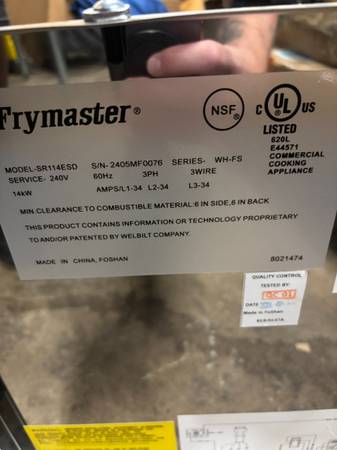 Frymaster®
NSF®
C UL® US
LISTED
620L
E44571
COMMERCIAL
COOKING
APPLIANCE
MODEL-SR114ESD S/N-2405MF0076 SERIES- WH-FS
SERVICE- 240V 60Hz 3PH 3WIRE
14kW AMPS/L1-34 L2-34 L3-34
MIN.CLEARANCE TO COMBUSTIBLE MATERIAL:6 IN SIDE,6 IN BACK
THIS PRODUCT CONTAINS INFORMATION OR TECHNOLOGY PROPRIETARY
TO AND/OR PATENTED BY WELBILT COMPANY.
MADE IN CHINA, FOSHAN 8021474
QUALITY CONTROL
TESTED BY:
DATE
Made in FoShan